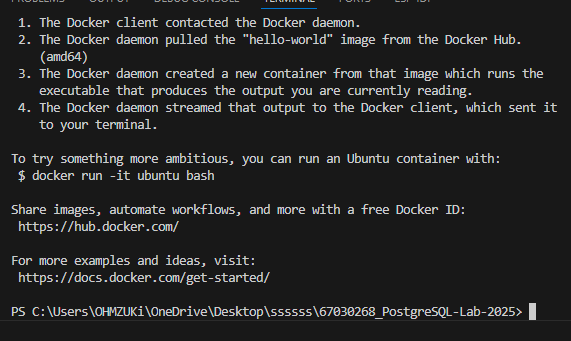 PROBLEMS OUTPUT DEBUG CONSOLE TERMINAL PORTS ESP-IDF
1. The Docker client contacted the Docker daemon.
2. The Docker daemon pulled the "hello-world" image from the Docker Hub.
(amd64)
3. The Docker daemon created a new container from that image which runs the
executable that produces the output you are currently reading.
4. The Docker daemon streamed that output to the Docker client, which sent it
to your terminal.
To try something more ambitious, you can run an Ubuntu container with:
$ docker run -it ubuntu bash
Share images, automate workflows, and more with a free Docker ID:
https://hub.docker.com/
For more examples and ideas, visit:
https://docs.docker.com/get-started/
PS C:\Users\OHMZUKi\OneDrive\Desktop\ssssss\67030268_PostgreSQL-Lab-2025>